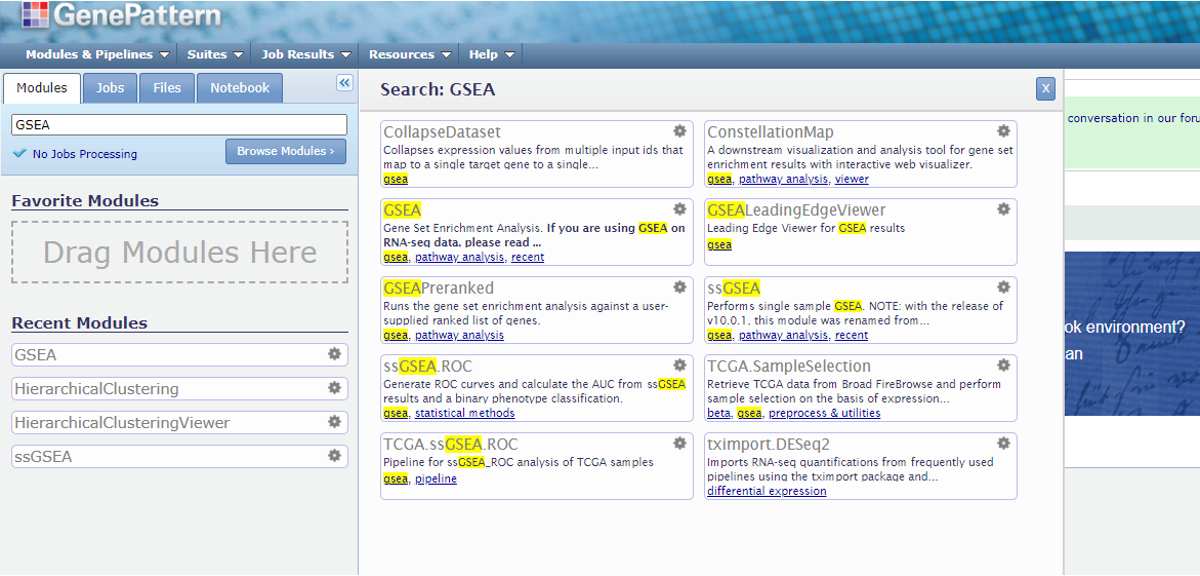 GenePattern
Modules & Pipelines
Suites
Job Results
Resources
Help
Modules
Jobs
Files
Notebook
GSEA
No Jobs Processing
Browse Modules ›
Favorite Modules
Drag Modules Here
Recent Modules
GSEA
HierarchicalClustering
HierarchicalClusteringViewer
ssGSEA
Search: GSEA
X
CollapseDataset
Collapses expression values from multiple input ids that
map to a single target gene to a single...
gsea
ConstellationMap
A downstream visualization and analysis tool for gene set
enrichment results with interactive web visualizer.
gsea, pathway analysis, viewer
GSEA
Gene Set Enrichment Analysis. If you are using GSEA on
RNA-seq data, please read ...
gsea, pathway analysis, recent
GSEALeadingEdgeViewer
Leading Edge Viewer for GSEA results
gsea
GSEAPreranked
Runs the gene set enrichment analysis against a user-
supplied ranked list of genes.
gsea, pathway analysis
ssGSEA
Performs single sample GSEA. NOTE: with the release of
v10.0.1, this module was renamed from...
gsea, pathway analysis, recent
ssGSEA.ROC
Generate ROC curves and calculate the AUC from ssGSEA
results and a binary phenotype classification.
gsea, statistical methods
TCGA.SampleSelection
Retrieve TCGA data from Broad FireBrowse and perform
sample selection on the basis of expression...
beta, gsea, preprocess & utilities
TCGA.ssGSEA.ROC
Pipeline for ssGSEA_ROC analysis of TCGA samples
gsea, pipeline
tximport.DESeq2
Imports RNA-seq quantifications from frequently used
pipelines using the tximport package and...
differential expression
conversation in our foru
ok environment?
an